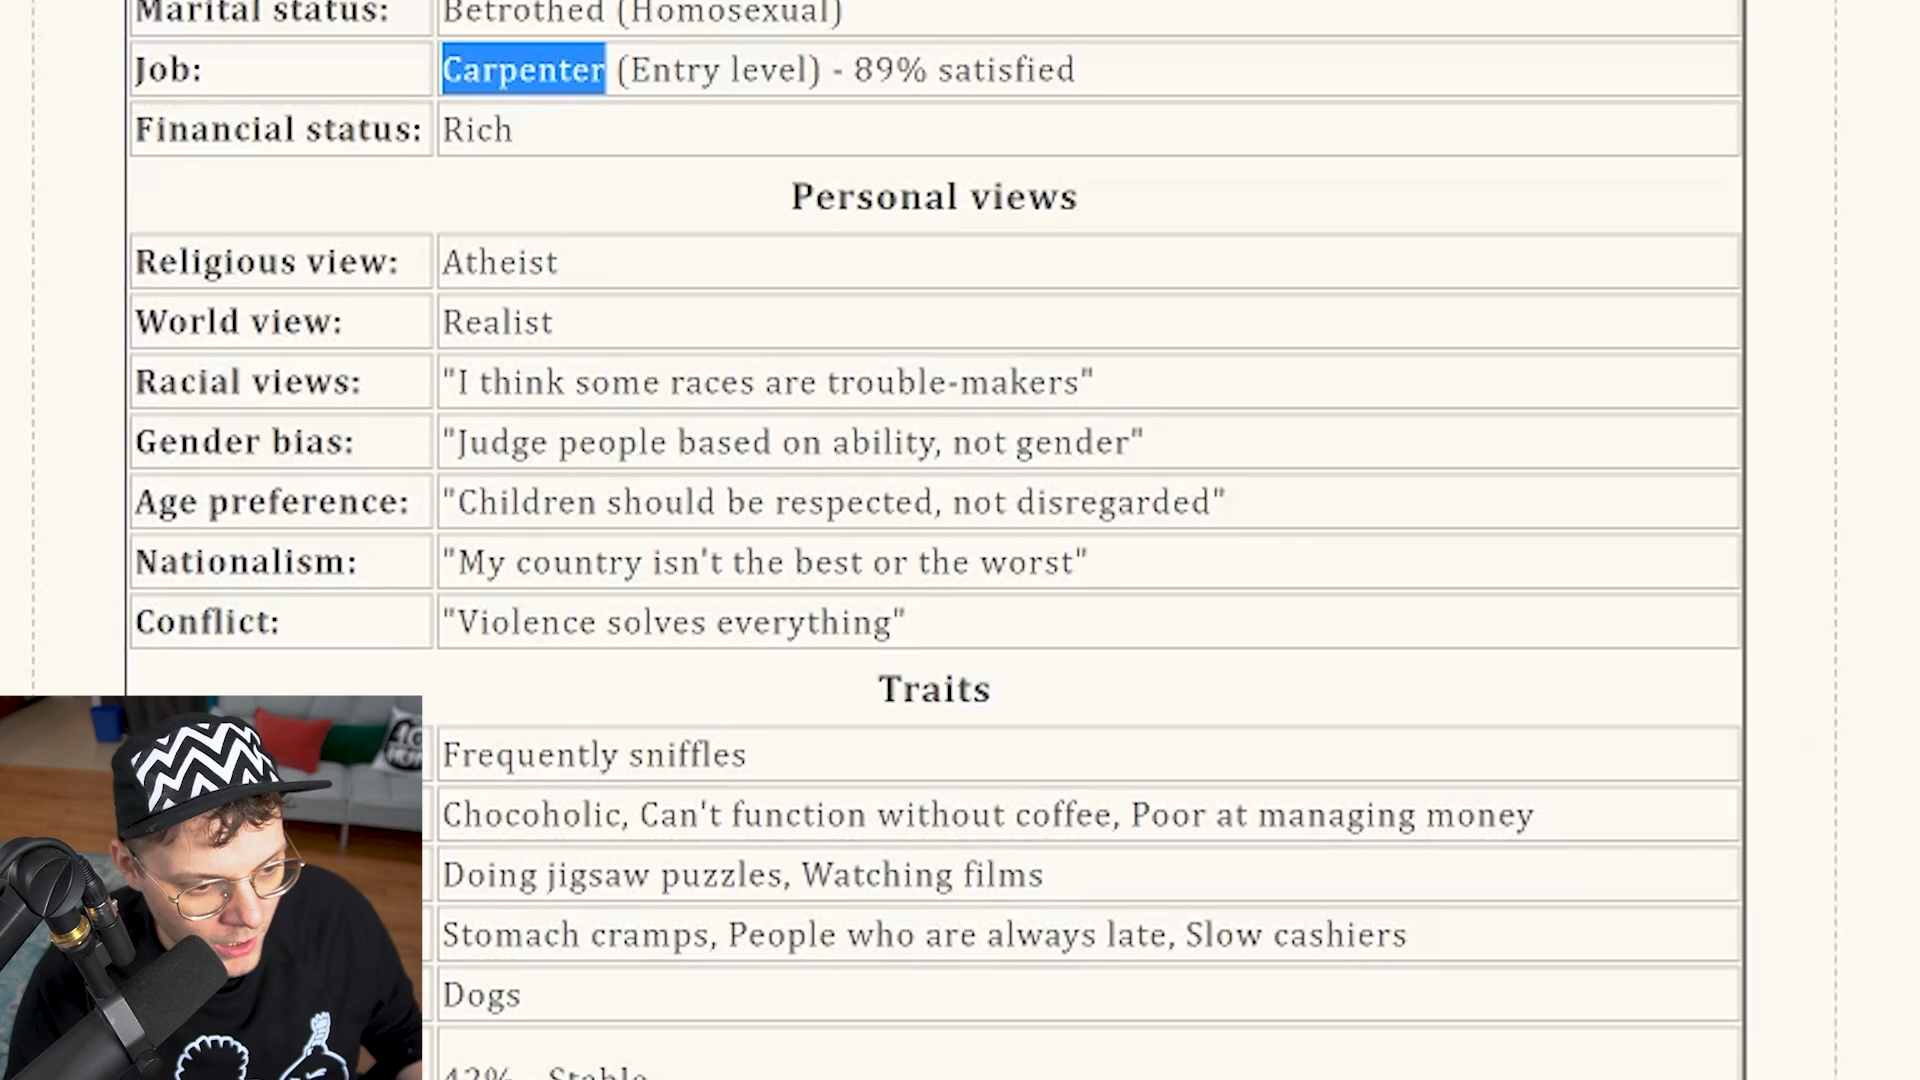 Marital status: Betrothed (Homosexual)
Job: Carpenter (Entry level) - 89% satisfied
Financial status: Rich
Personal views
Religious view: Atheist
World view: Realist
Racial views: "I think some races are trouble-makers"
Gender bias: "Judge people based on ability, not gender"
Age preference: "Children should be respected, not disregarded"
Nationalism: "My country isn't the best or the worst"
Conflict: "Violence solves everything"
Traits
Frequently sniffles
Chocoholic, Can't function without coffee, Poor at managing money
Doing jigsaw puzzles, Watching films
Stomach cramps, People who are always late, Slow cashiers
Dogs
42% - Stable